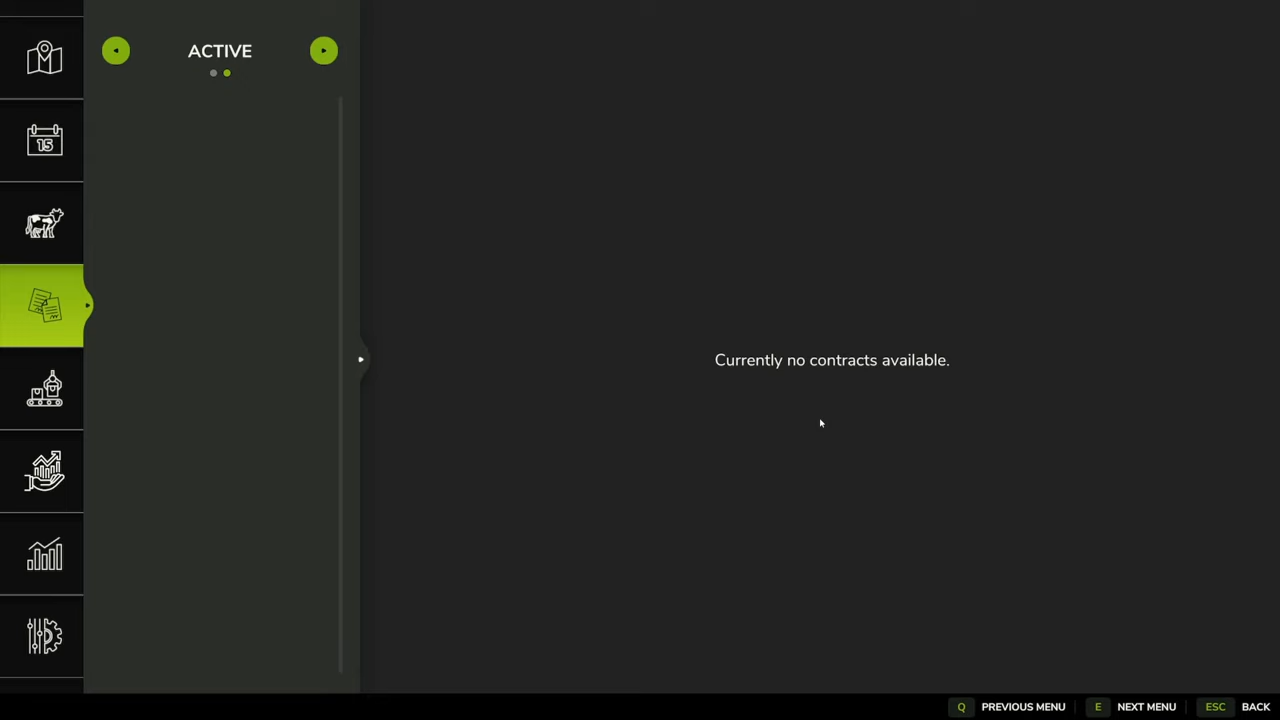 ACTIVE
15
Currently no contracts available.
Q PREVIOUS MENU E NEXT MENU ESC BACK